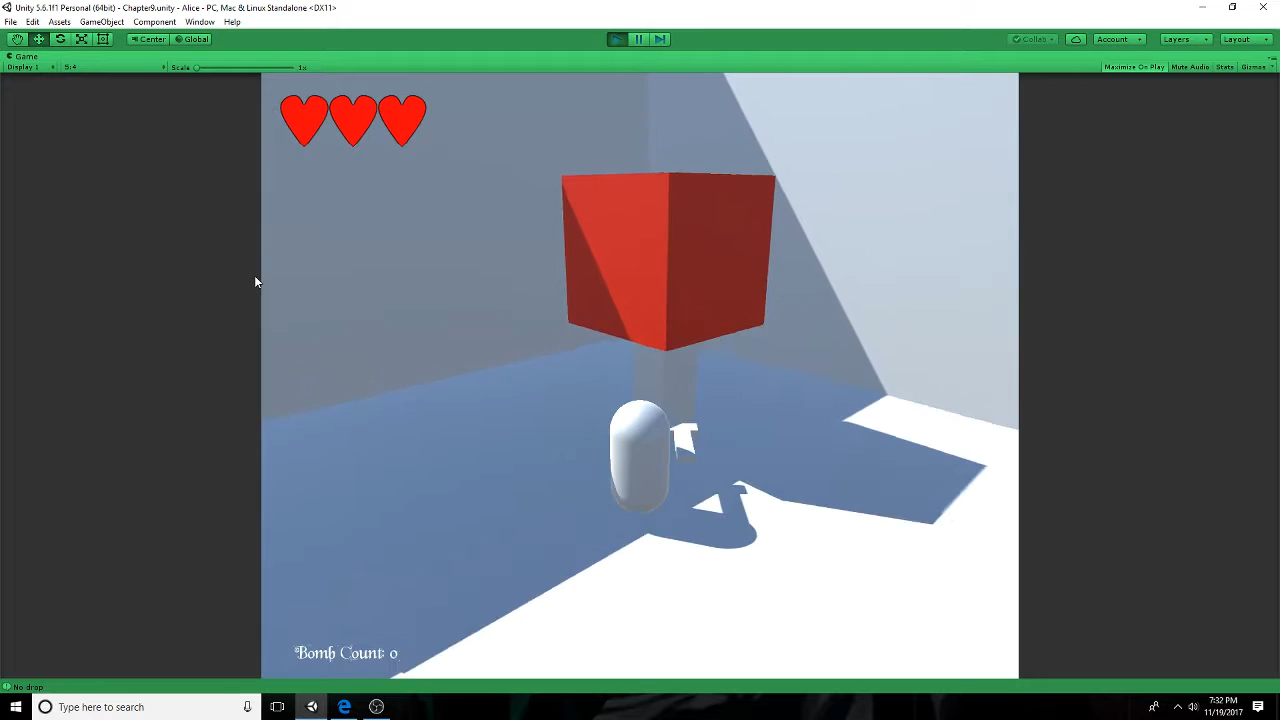 Unity 5.6.1f1 Personal (64bit) - Chapter9.unity - Alice - PC, Mac & Linux Standalone <DX11>
File Edit Assets GameObject Component Window Help
Center Global Collab Account Layers Layout
Game
Display 1 5:4 Scale 1x Maximize On Play Mute Audio Stats Gizmos
Bomb Count: 0
No drop
Type here to search
7:32 PM
11/19/2017